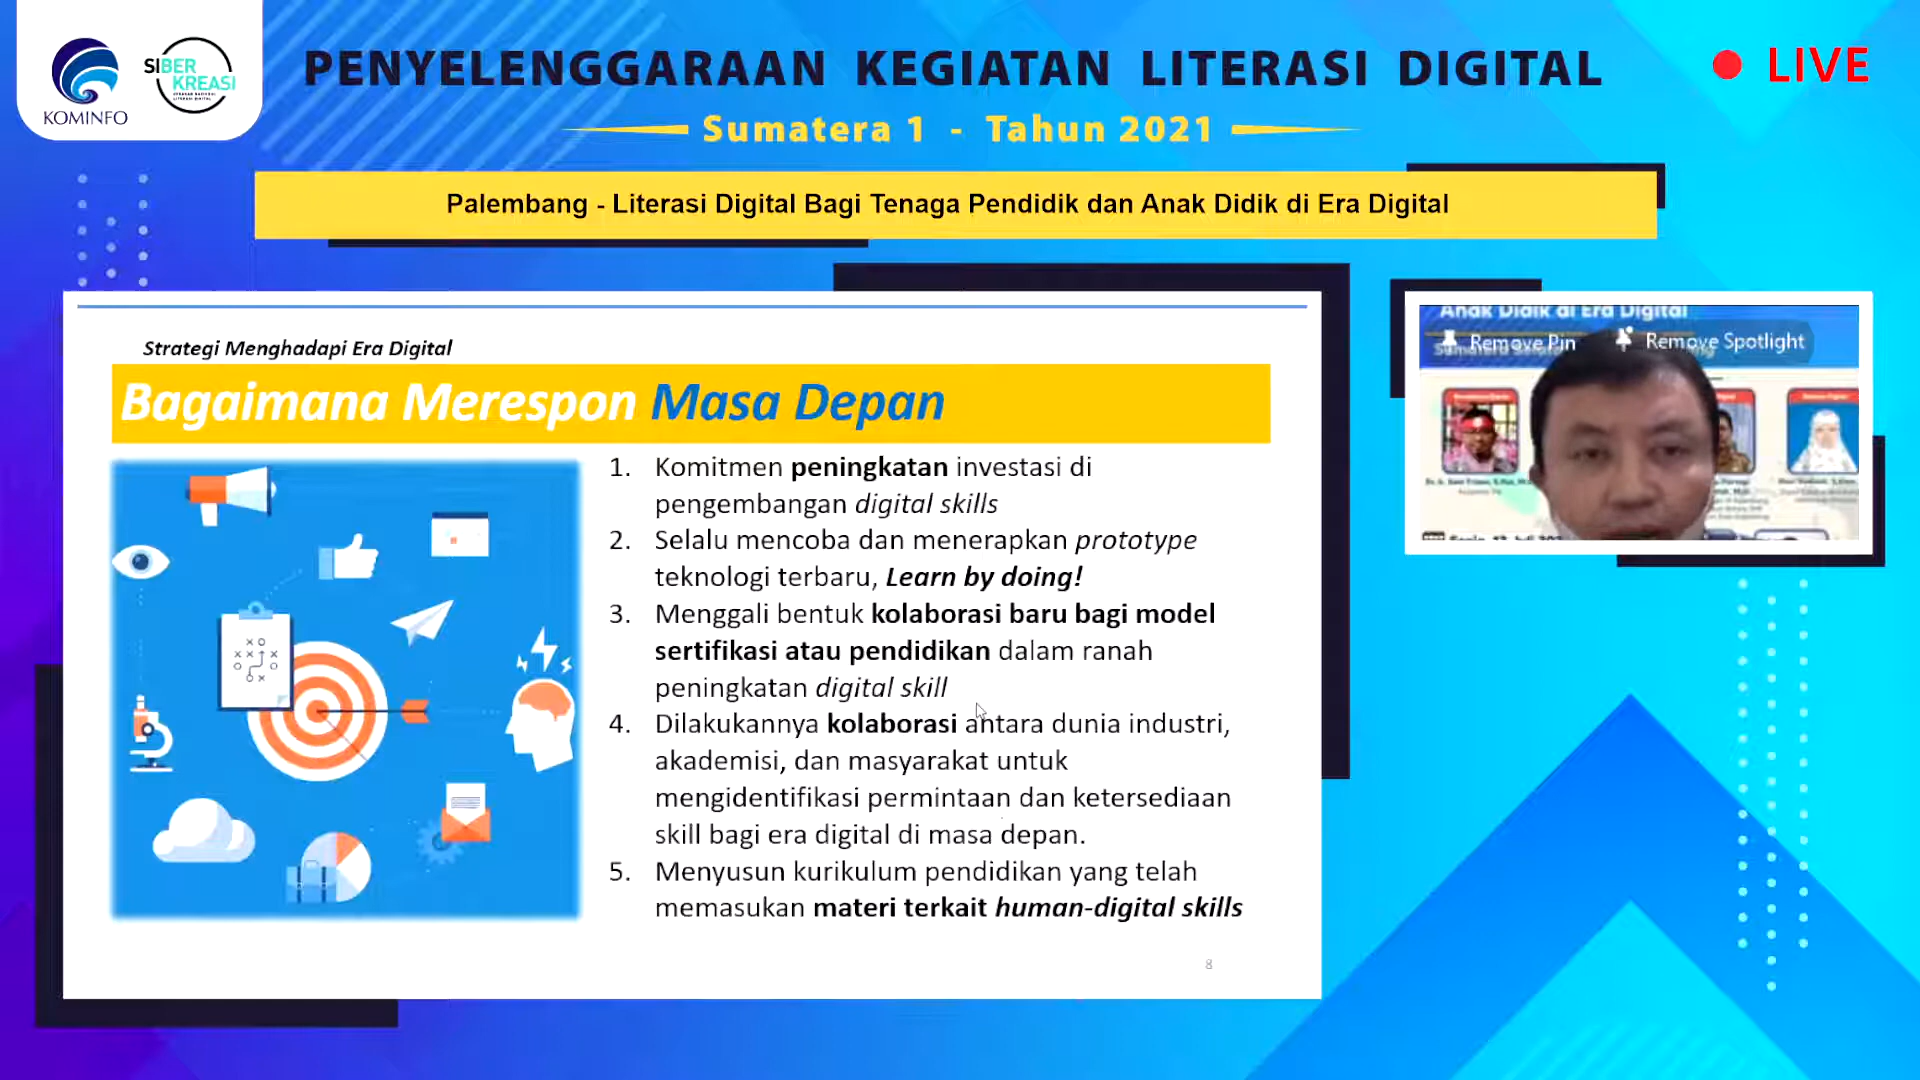 KOMINFO
SIBER
KREASI
PENYELENGGARAAN KEGIATAN LITERASI DIGITAL
LIVE
Sumatera 1 - Tahun 2021
Palembang - Literasi Digital Bagi Tenaga Pendidik dan Anak Didik di Era Digital
Strategi Menghadapi Era Digital
Bagaimana Merespon Masa Depan
1. Komitmen peningkatan investasi di
pengembangan digital skills
2. Selalu mencoba dan menerapkan prototype
teknologi terbaru, Learn by doing!
3. Menggali bentuk kolaborasi baru bagi model
sertifikasi atau pendidikan dalam ranah
peningkatan digital skill
4. Dilakukannya kolaborasi antara dunia industri,
akademisi, dan masyarakat untuk
mengidentifikasi permintaan dan ketersediaan
skill bagi era digital di masa depan.
5. Menyusun kurikulum pendidikan yang telah
memasukan materi terkait human-digital skills
8
Anak Didik di Era Digital
Remove Pin
Remove Spotlight